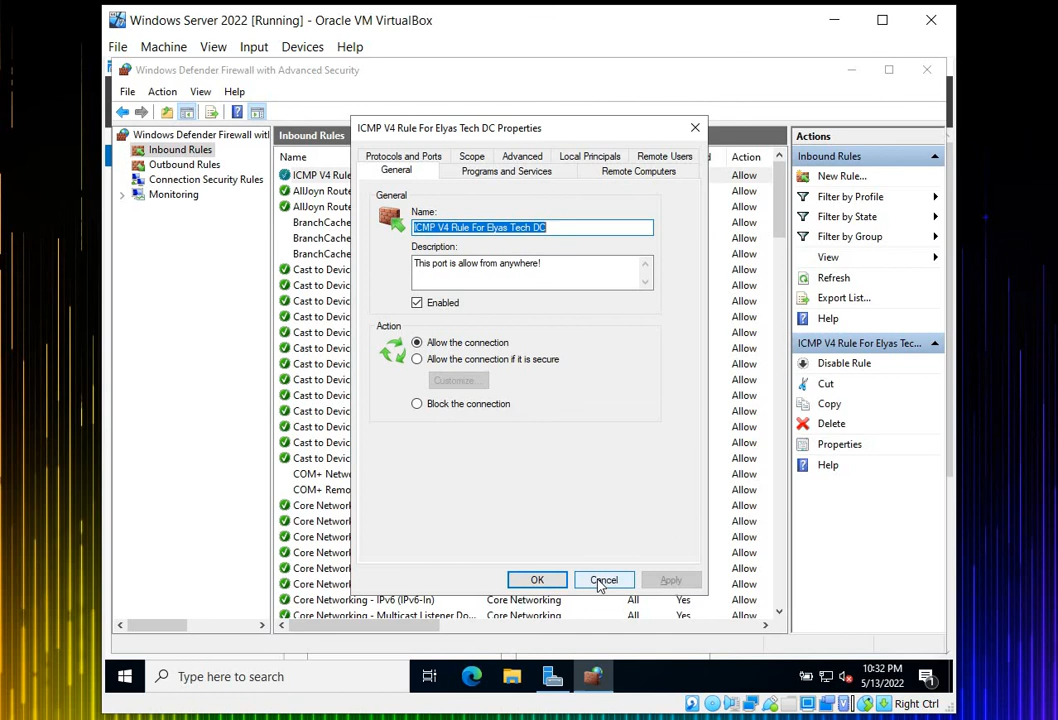 Windows Server 2022 [Running] - Oracle VM VirtualBox
File Machine View Input Devices Help
Windows Defender Firewall with Advanced Security
File Action View Help
Windows Defender Firewall wit
Inbound Rules
Outbound Rules
Connection Security Rules
Monitoring
Inbound Rules
Name
Action
ICMP V4 Rule Allow
AllJoyn Route Allow
AllJoyn Route Allow
BranchCache Allow
BranchCache Allow
BranchCache Allow
Cast to Devic Allow
Cast to Devic Allow
Cast to Devic Allow
Cast to Devic Allow
Cast to Devic Allow
Cast to Devic Allow
Cast to Devic Allow
Cast to Devic Allow
Cast to Devic Allow
Cast to Devic Allow
Cast to Devic Allow
Cast to Devic Allow
Cast to Devic Allow
COM+ Netw Allow
COM+ Remo Allow
Core Network Allow
Core Network Allow
Core Network Allow
Core Network Allow
Core Network Allow
Core Network Allow
Core Networking - IPv6 (IPv6-In) Core Networking All Yes Allow
Core Networking - Multicast Listener Do... Core Networking All Yes Allow
ICMP V4 Rule For Elyas Tech DC Properties
Protocols and Ports Scope Advanced Local Principals Remote Users
General Programs and Services Remote Computers
General
Name:
ICMP V4 Rule For Elyas Tech DC
Description:
This port is allow from anywhere!
Enabled
Action
Allow the connection
Allow the connection if it is secure
Customize...
Block the connection
OK Cancel Apply
Actions
Inbound Rules
New Rule...
Filter by Profile
Filter by State
Filter by Group
View
Refresh
Export List...
Help
ICMP V4 Rule For Elyas Tec...
Disable Rule
Cut
Copy
Delete
Properties
Help
Type here to search
10:32 PM
5/13/2022
1
Right Ctrl